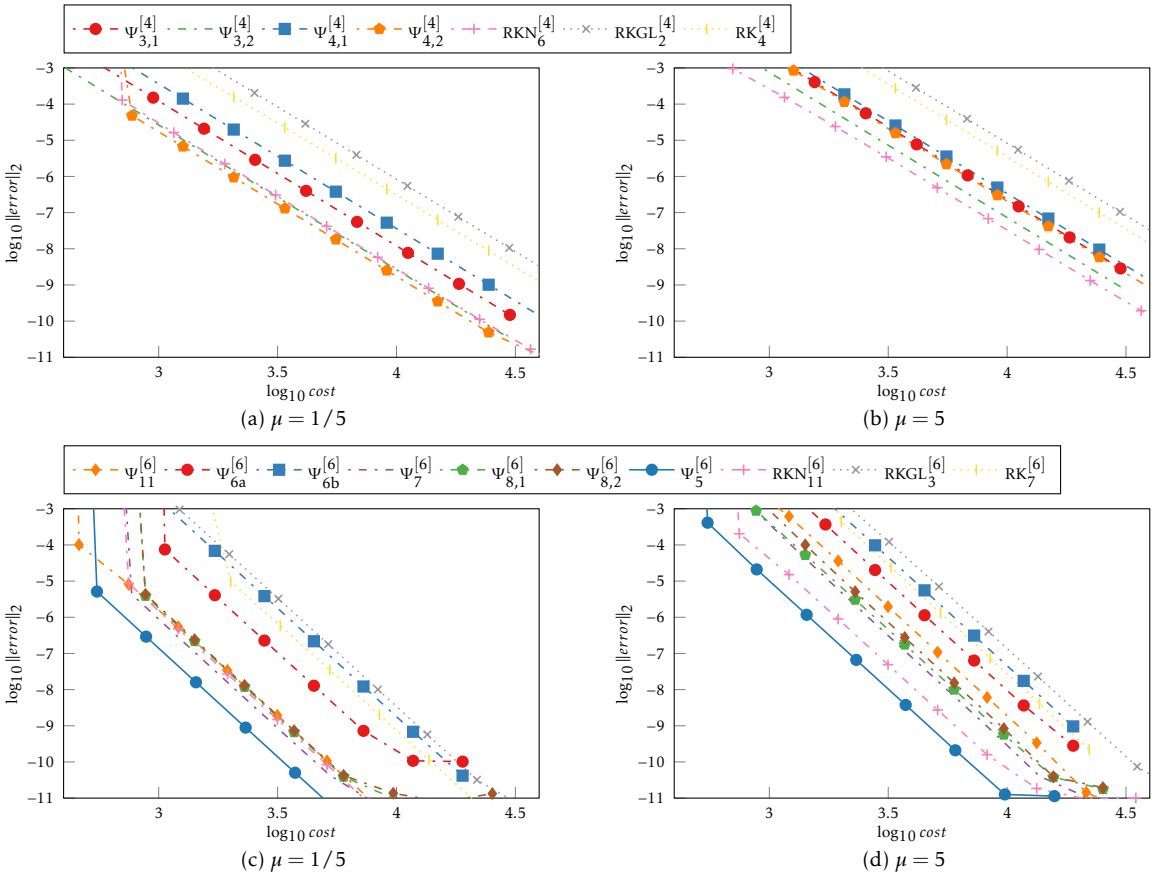 Ψ[4]3,1 Ψ[4]3,2 Ψ[4]4,1 Ψ[4]4,2 RKN[4]6 RKGL[4]2 RK[4]4
−3
−4
−5
−6
−7
−8
−9
−10
−11
log10 ||error||2
3 3.5 4 4.5
log10 cost
(a) μ = 1/5
−3
−4
−5
−6
−7
−8
−9
−10
−11
log10 ||error||2
3 3.5 4 4.5
log10 cost
(b) μ = 5
Ψ[6]11 Ψ[6]6a Ψ[6]6b Ψ[6]7 Ψ[6]8,1 Ψ[6]8,2 Ψ[6]5 RKN[6]11 RKGL[6]3 RK[6]7
−3
−4
−5
−6
−7
−8
−9
−10
−11
log10 ||error||2
3 3.5 4 4.5
log10 cost
(c) μ = 1/5
−3
−4
−5
−6
−7
−8
−9
−10
−11
log10 ||error||2
3 3.5 4 4.5
log10 cost
(d) μ = 5